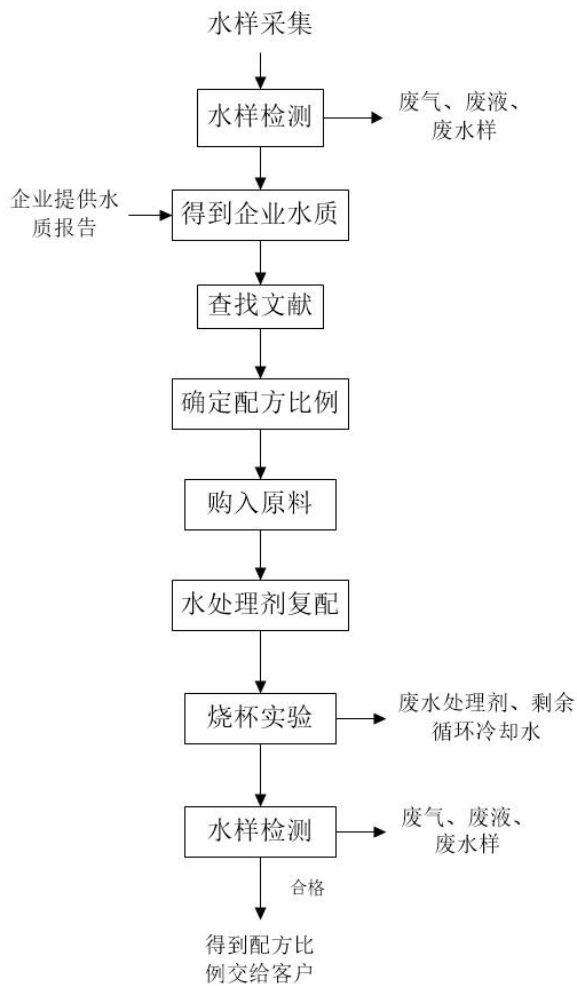 水样采集
水样检测
废气、废液、
废水样
企业提供水
质报告
得到企业水质
查找文献
确定配方比例
购入原料
水处理剂复配
烧杯实验
废水处理剂、剩余
循环冷却水
水样检测
废气、废液、
废水样
合格
得到配方比
例交给客户